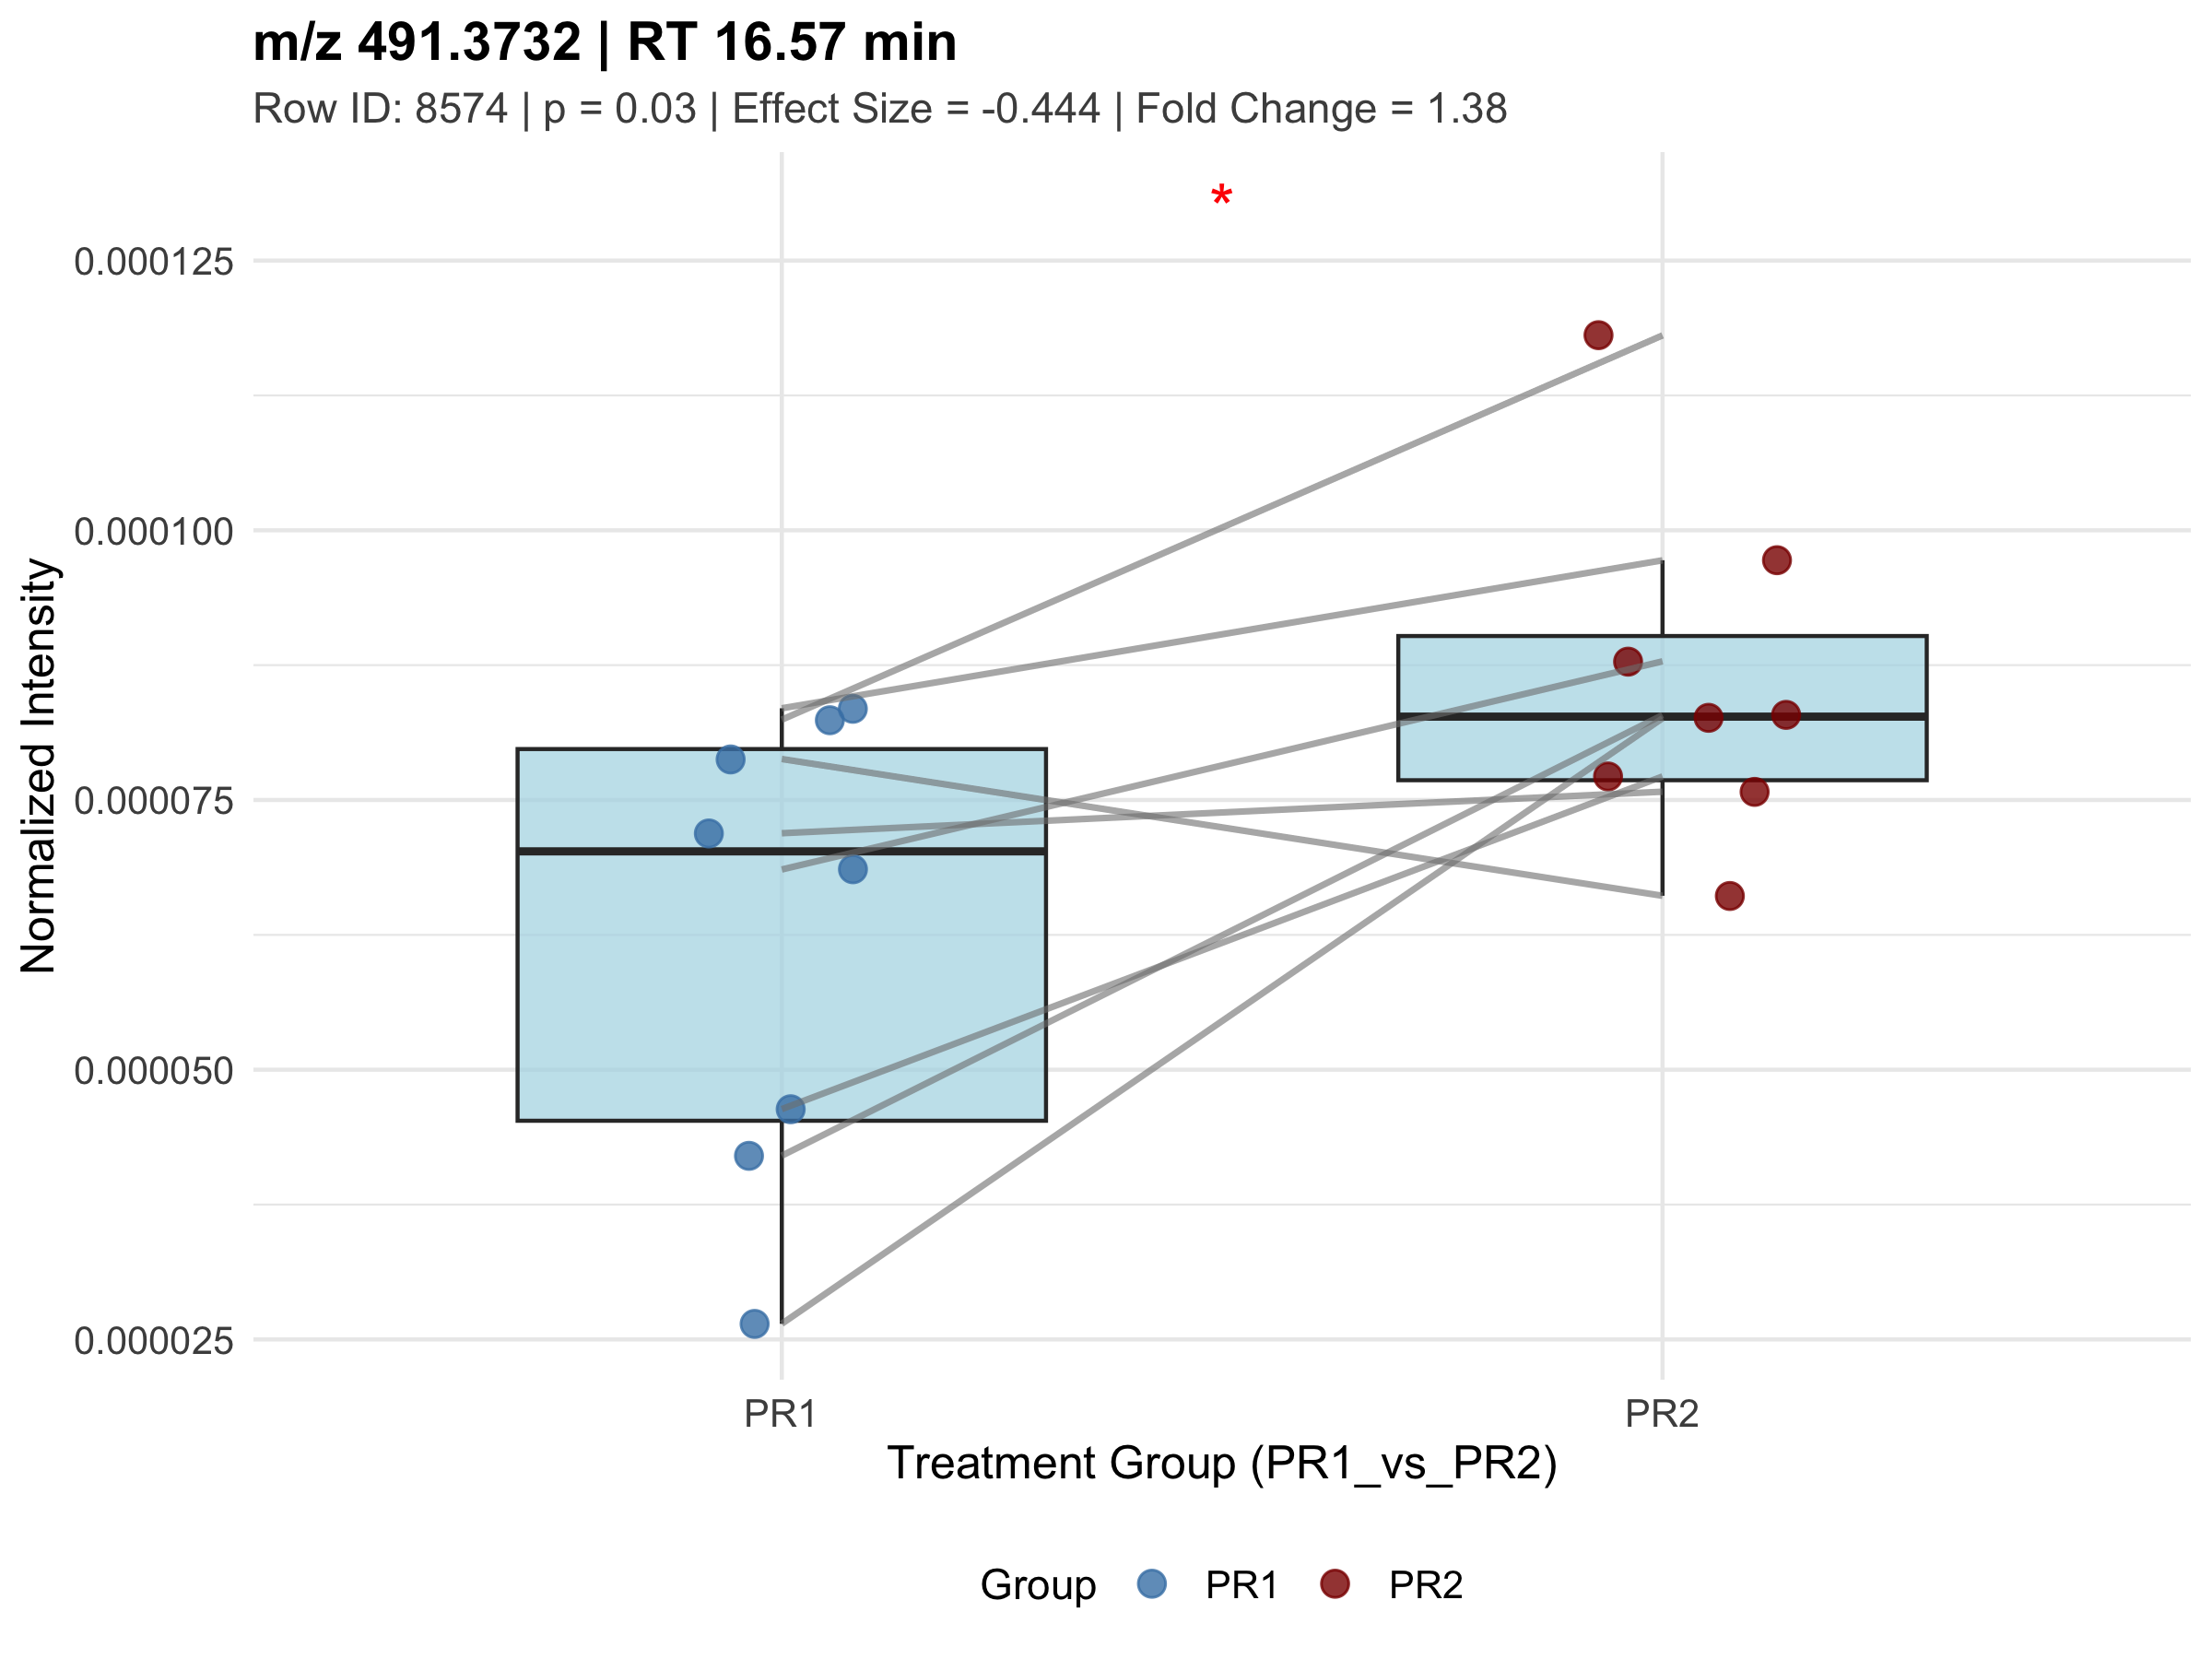 m/z 491.3732 | RT 16.57 min
Row ID: 8574 | p = 0.03 | Effect Size = -0.444 | Fold Change = 1.38
*
0.000125
0.000100
0.000075
0.000050
0.000025
Normalized Intensity
PR1 PR2
Treatment Group (PR1_vs_PR2)
Group PR1 PR2